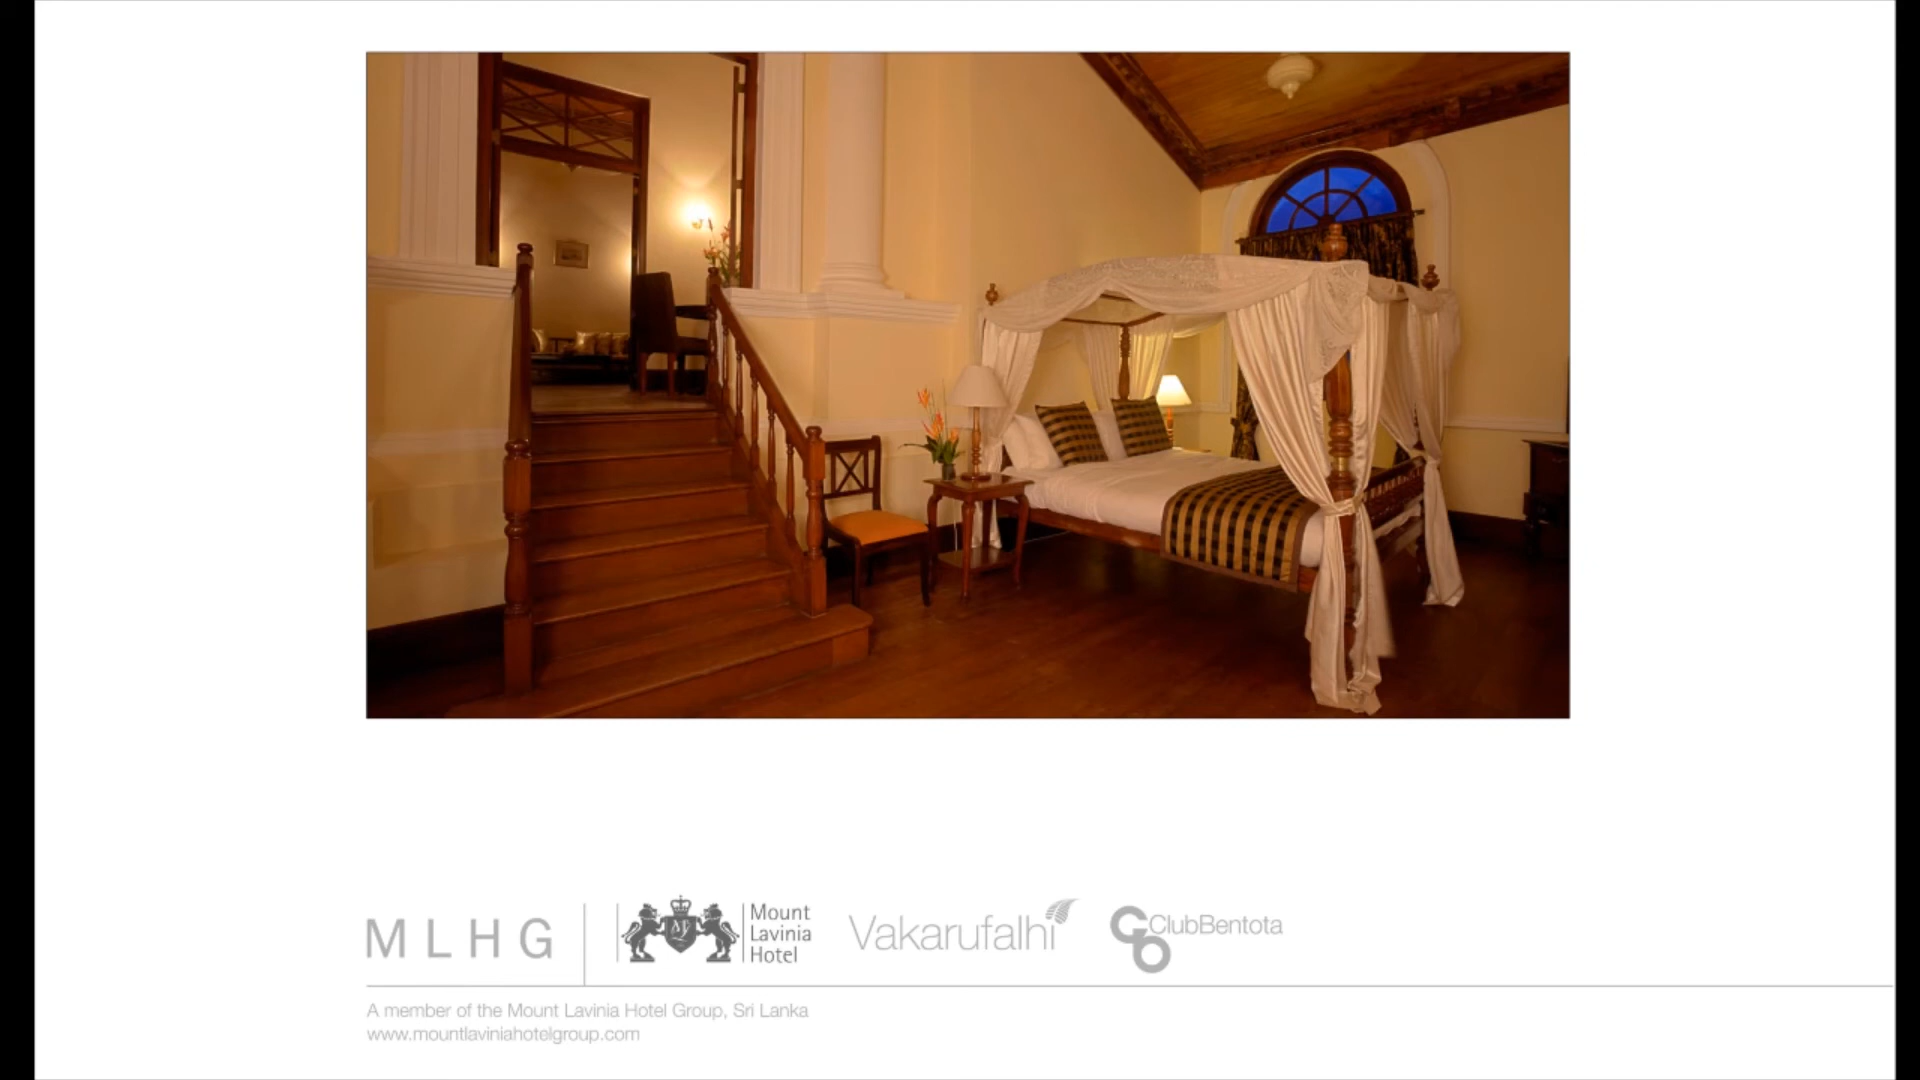 MLHG
Mount
Lavinia
Hotel
Vakarufalhi
ClubBentota
A member of the Mount Lavinia Hotel Group, Sri Lanka
www.mountlaviniahotelgroup.com